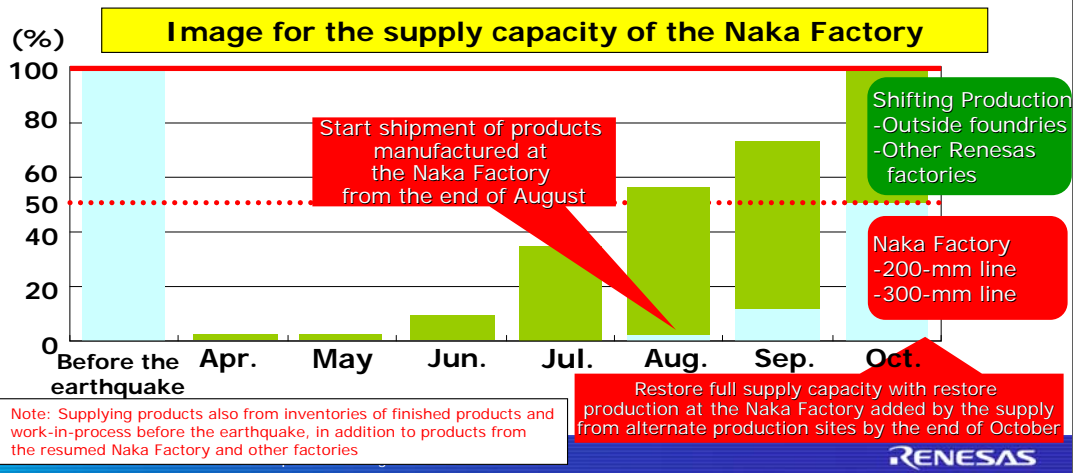 Image for the supply capacity of the Naka Factory
(%)
100
80
60
50
40
20
0
Start shipment of products
manufactured at
the Naka Factory
from the end of August
Shifting Production
-Outside foundries
-Other Renesas
factories
Naka Factory
-200-mm line
-300-mm line
Before the
earthquake
Apr.
May
Jun.
Jul.
Aug.
Sep.
Oct.
Restore full supply capacity with restore
production at the Naka Factory added by the supply
from alternate production sites by the end of October
Note: Supplying products also from inventories of finished products and
work-in-process before the earthquake, in addition to products from
the resumed Naka Factory and other factories
RENESAS